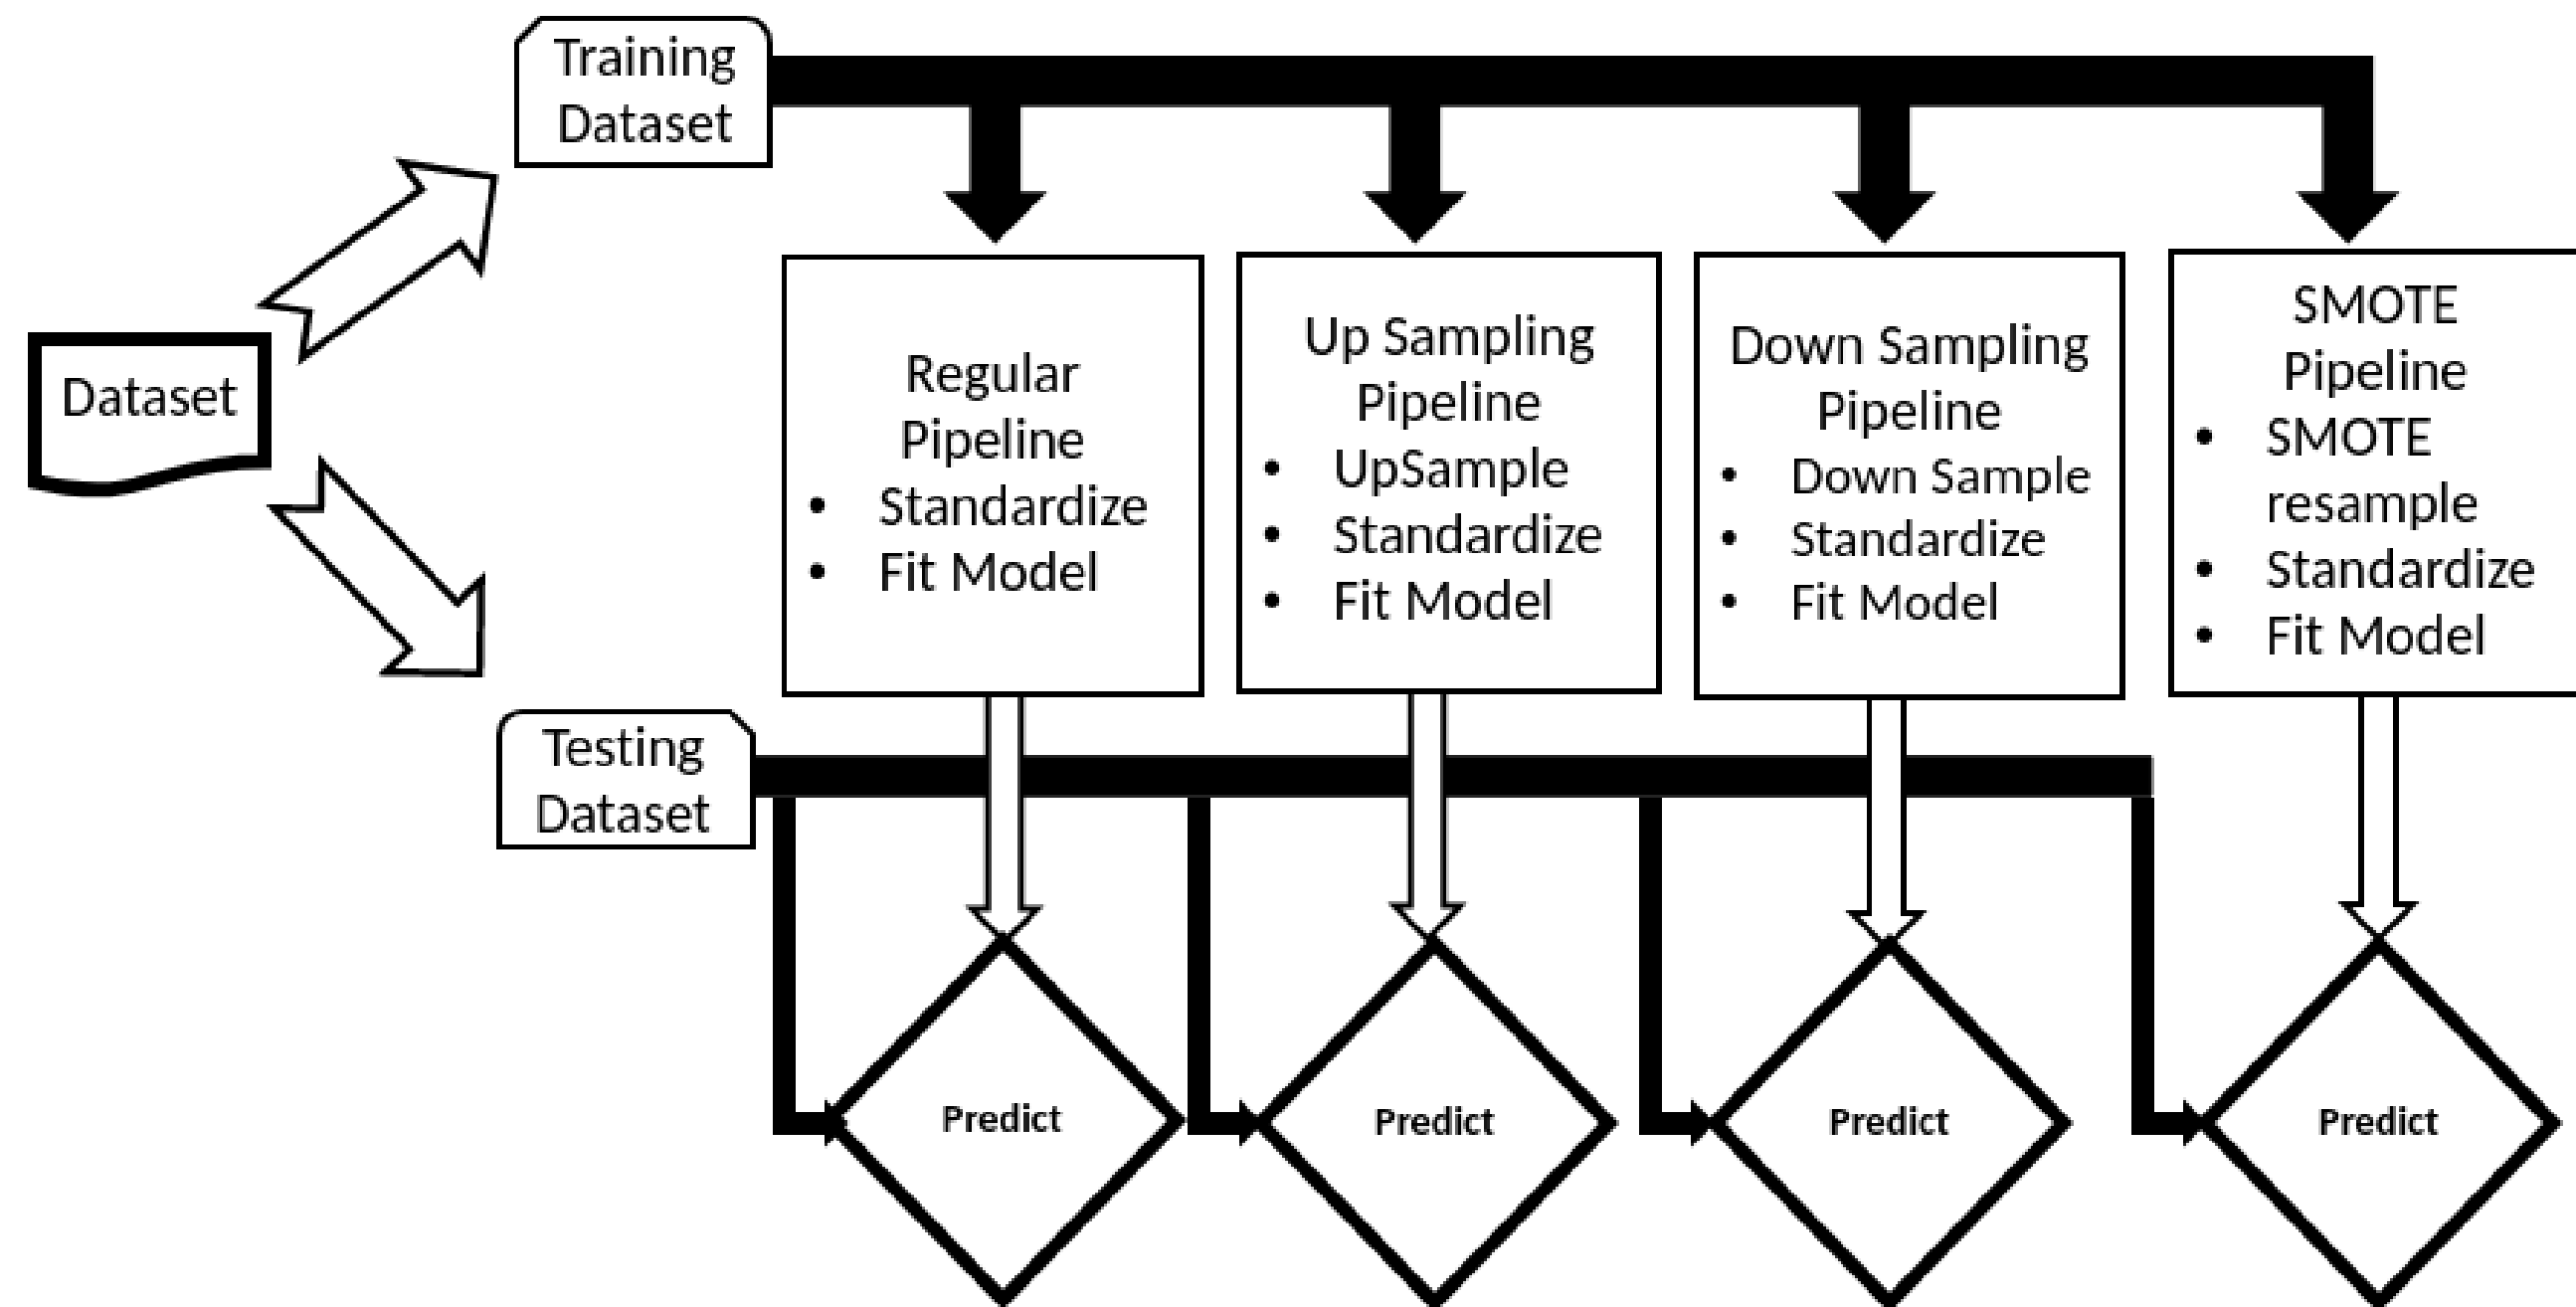 Training
Dataset
Dataset
Regular
Pipeline
• Standardize
• Fit Model
Up Sampling
Pipeline
• UpSample
• Standardize
• Fit Model
Down Sampling
Pipeline
• Down Sample
• Standardize
• Fit Model
SMOTE
Pipeline
• SMOTE
resample
• Standardize
• Fit Model
Testing
Dataset
Predict
Predict
Predict
Predict